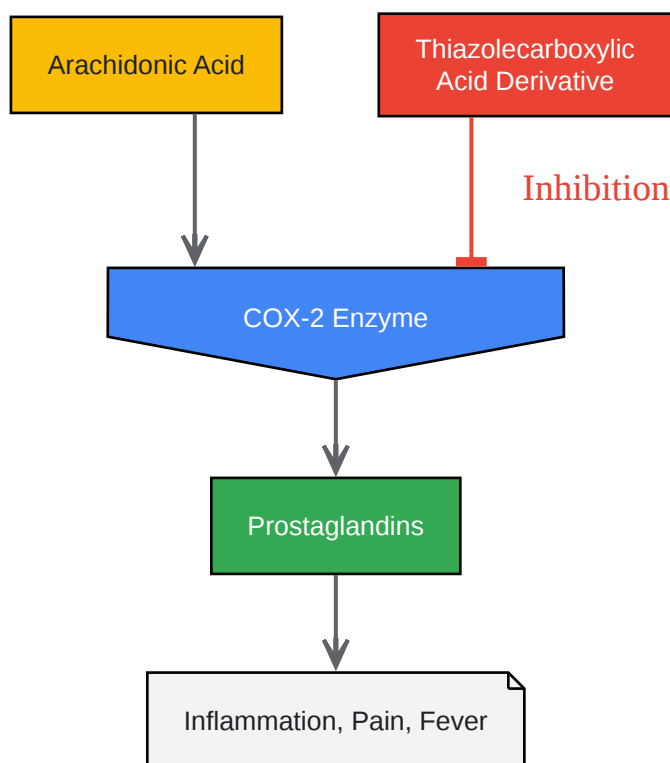 Arachidonic Acid
Thiazolecarboxylic
Acid Derivative
Inhibition
COX-2 Enzyme
Prostaglandins
Inflammation, Pain, Fever